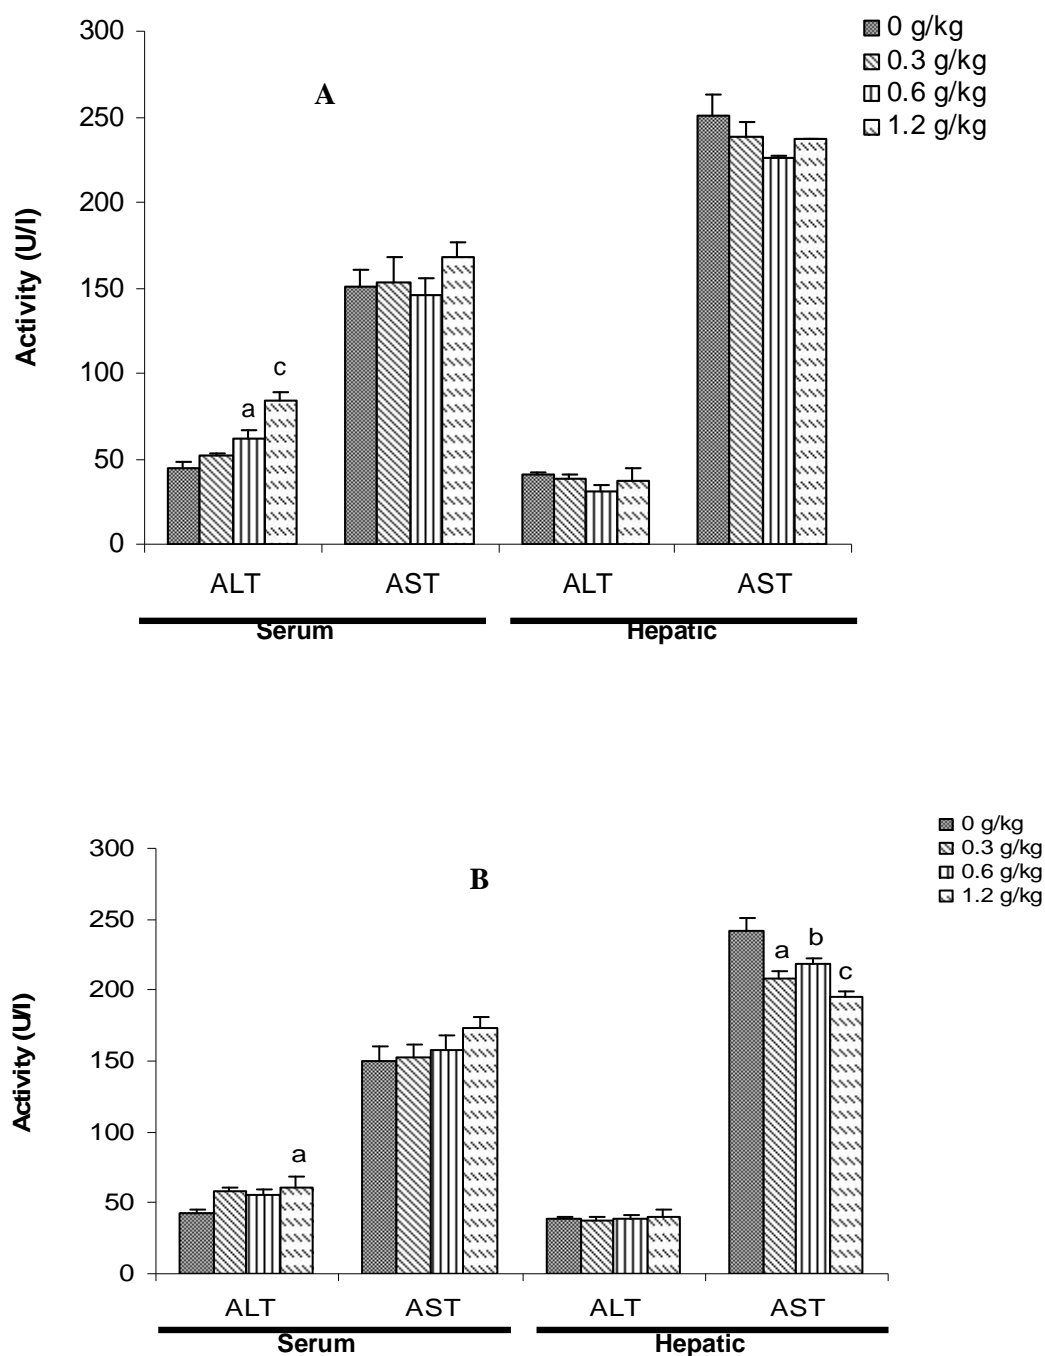 300
250
200
150
100
50
0
Activity (U/l)
A
a
c
0 g/kg
0.3 g/kg
0.6 g/kg
1.2 g/kg
ALT AST ALT AST
Serum Hepatic
300
250
200
150
100
50
0
Activity (U/l)
B
a
a
b
c
0 g/kg
0.3 g/kg
0.6 g/kg
1.2 g/kg
ALT AST ALT AST
Serum Hepatic